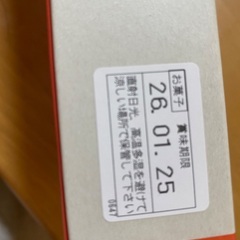 お菓子 賞味期限
26.01.25
直射日光、高温多湿を避けて
涼しい場所で保管して下さい
0647